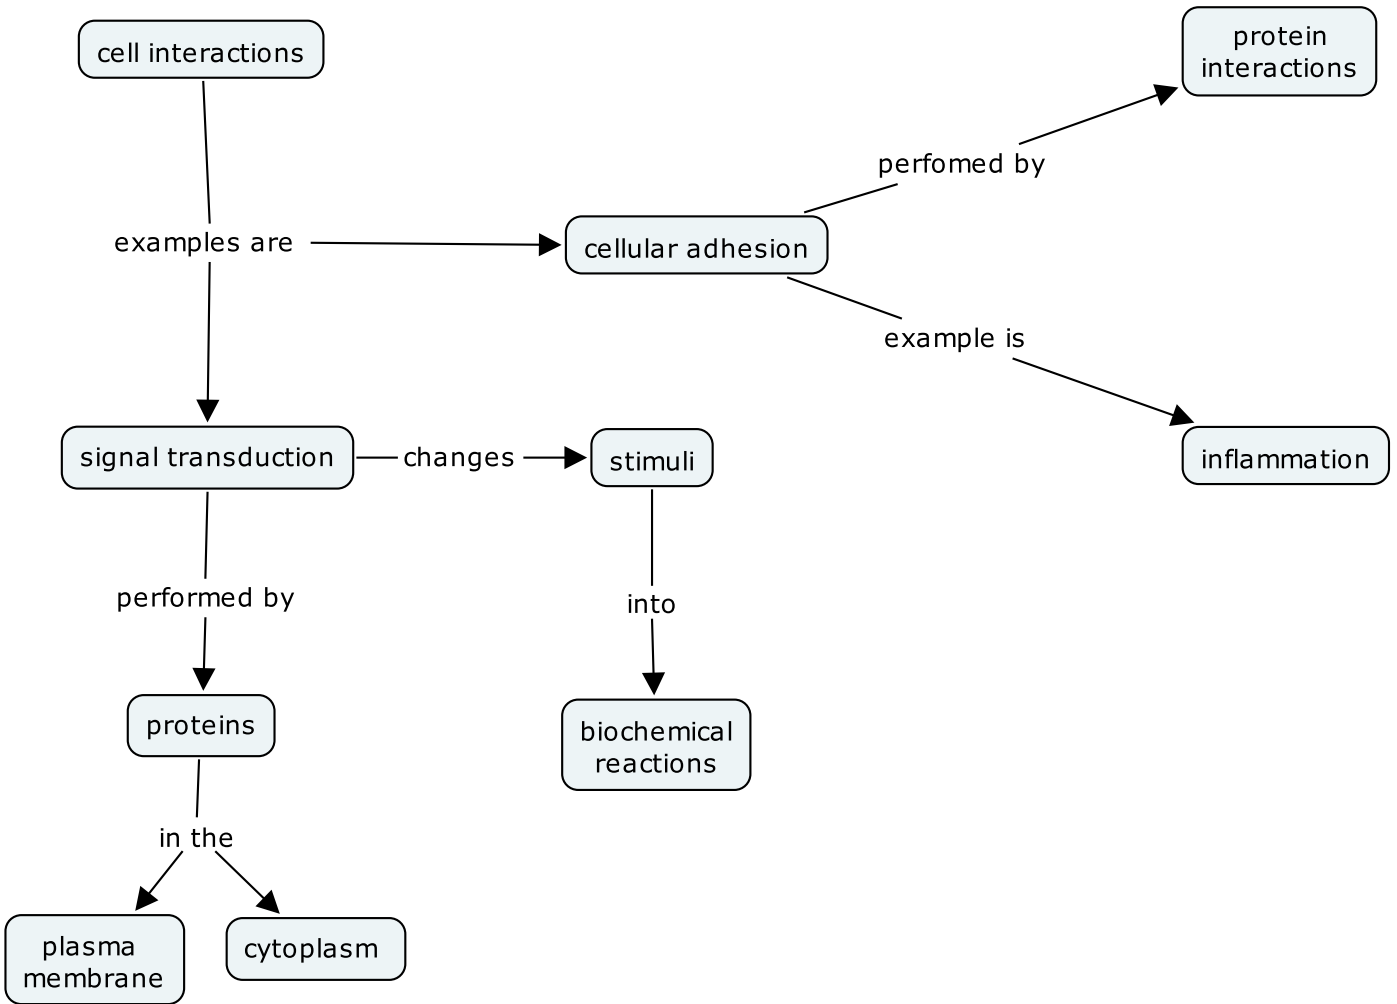 cell interactions
protein
interactions
perfomed by
examples are
cellular adhesion
example is
signal transduction
changes
stimuli
inflammation
performed by
into
proteins
biochemical
reactions
in the
plasma
membrane
cytoplasm